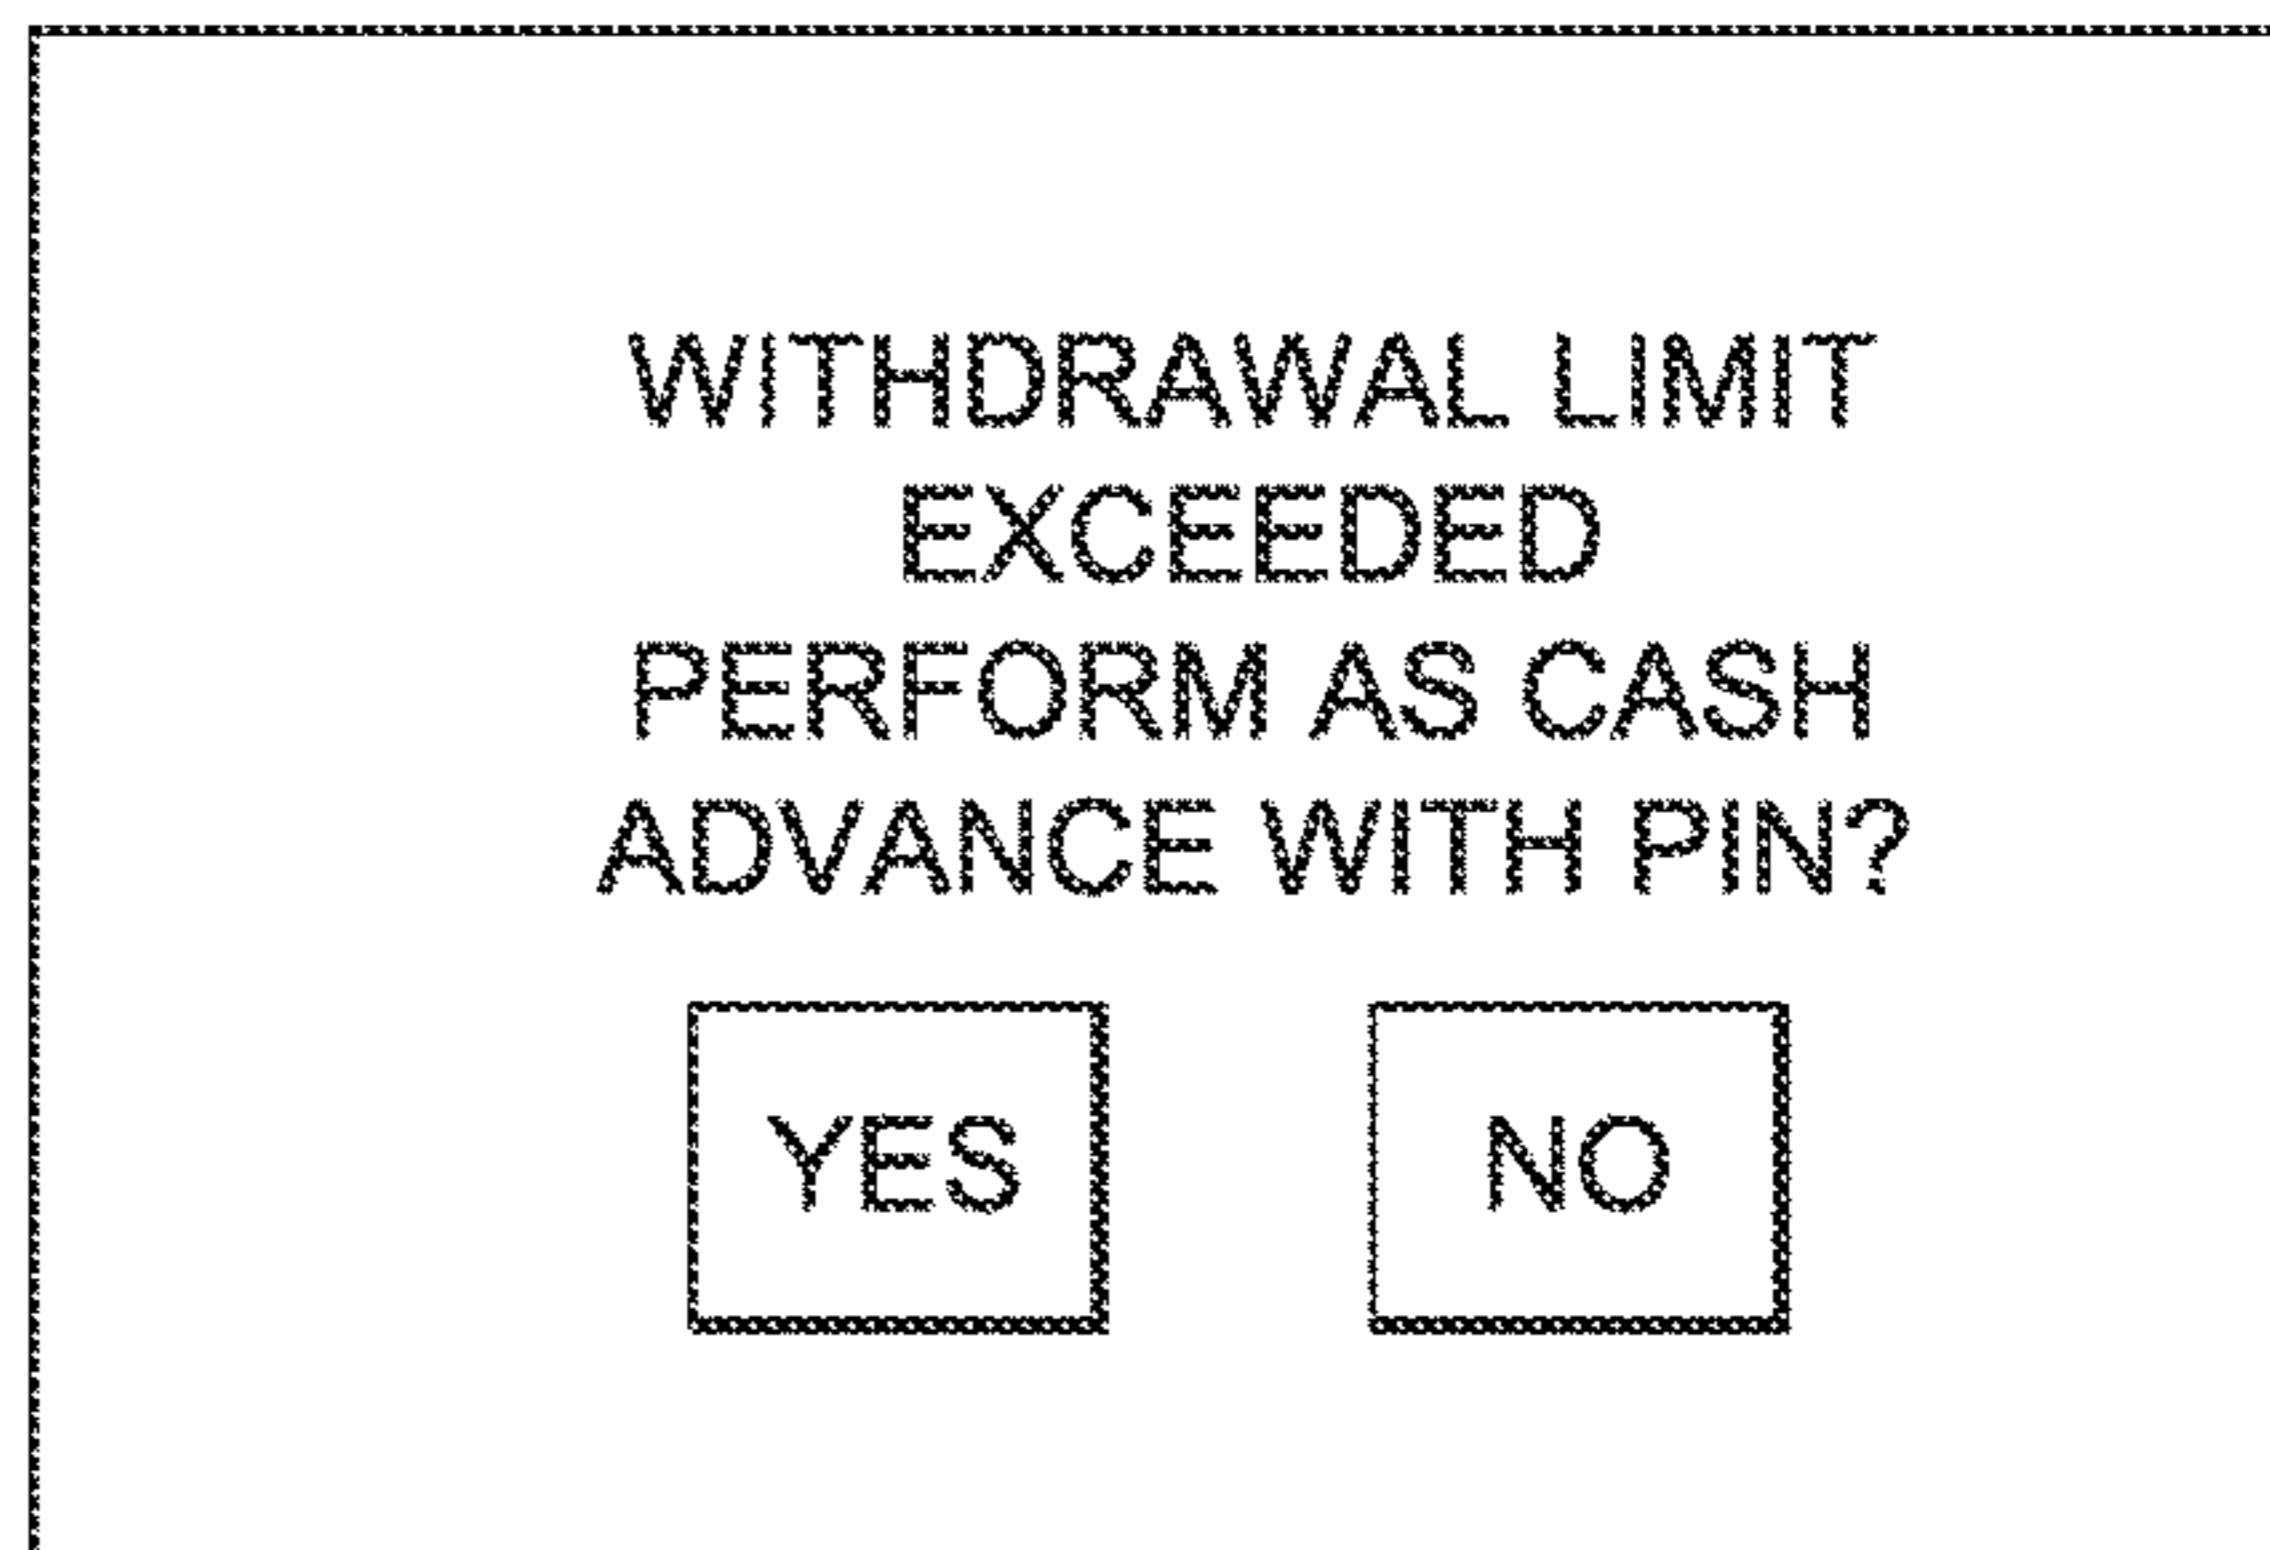 WITHDRAWAL LIMIT
EXCEEDED
PERFORM AS CASH
ADVANCE WITH PIN?
YES
NO